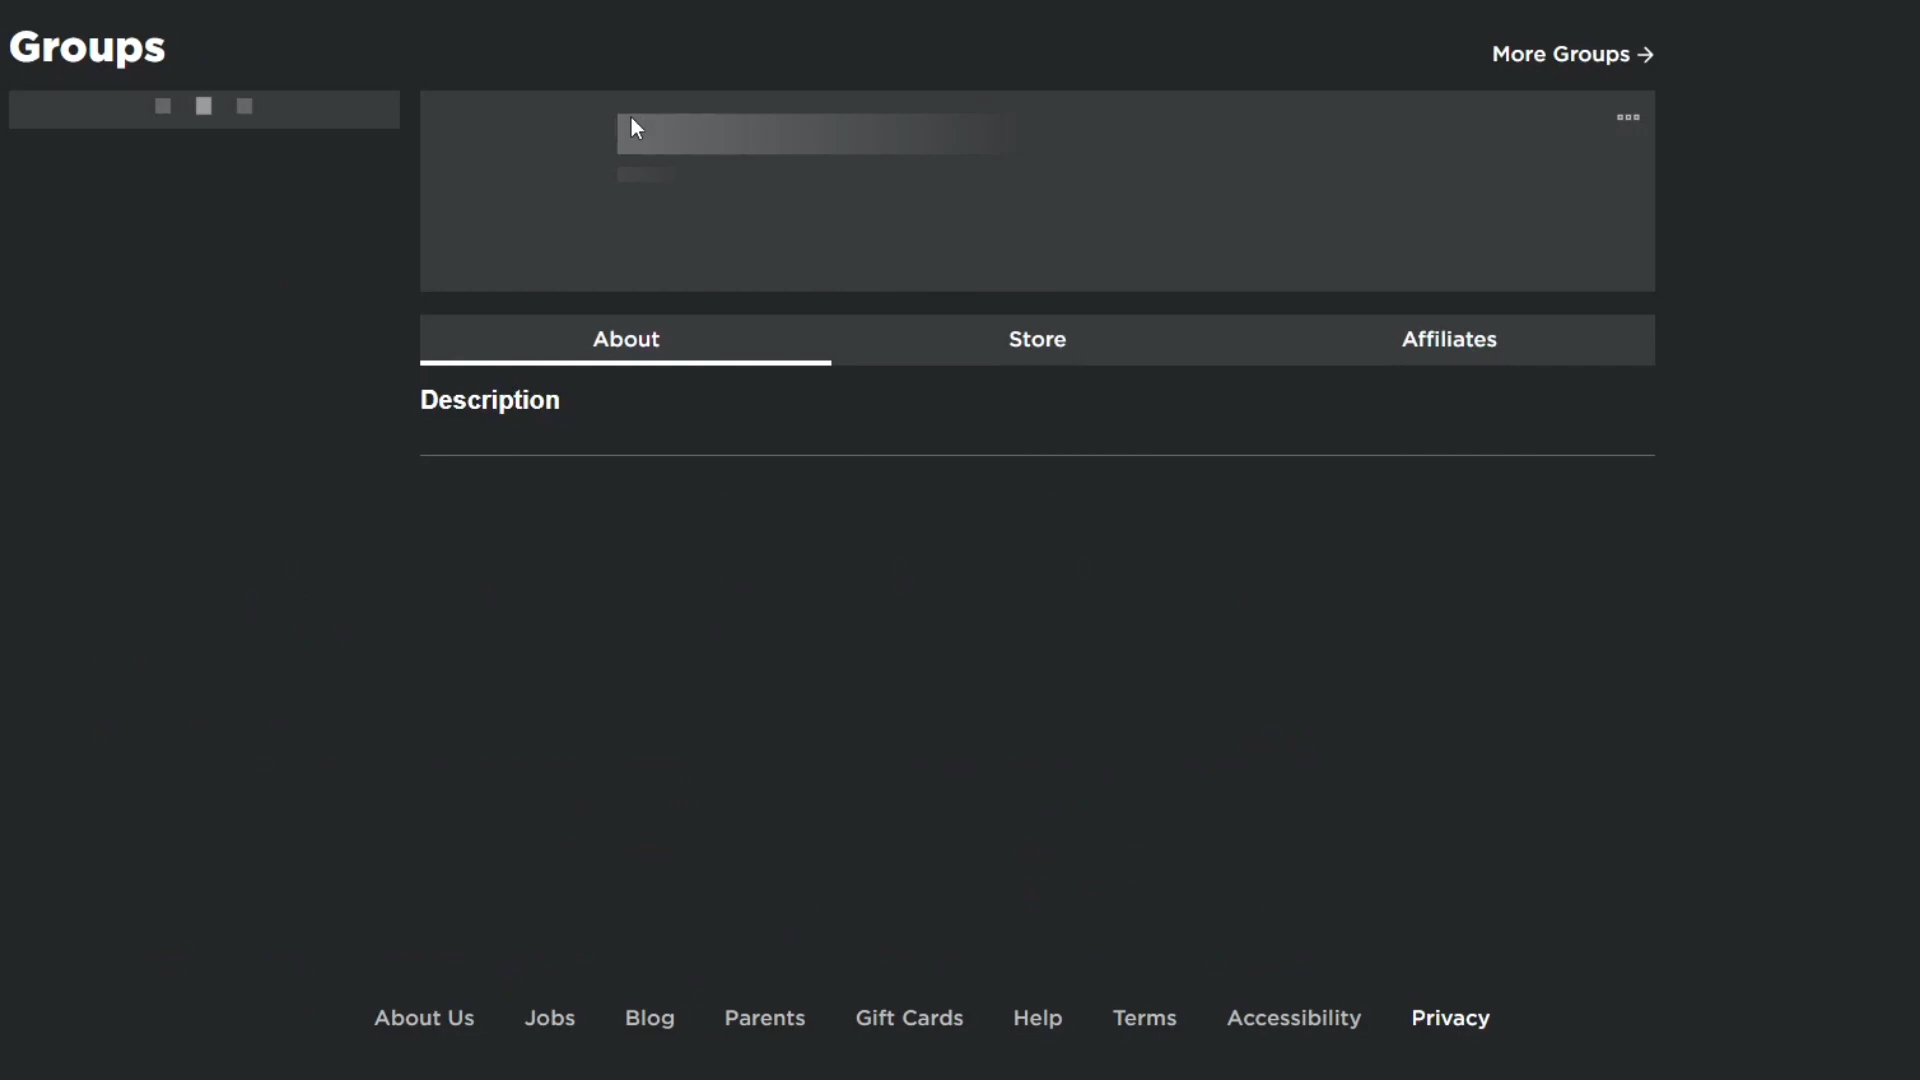 Groups
More Groups →
About
Store
Affiliates
Description
About Us
Jobs
Blog
Parents
Gift Cards
Help
Terms
Accessibility
Privacy